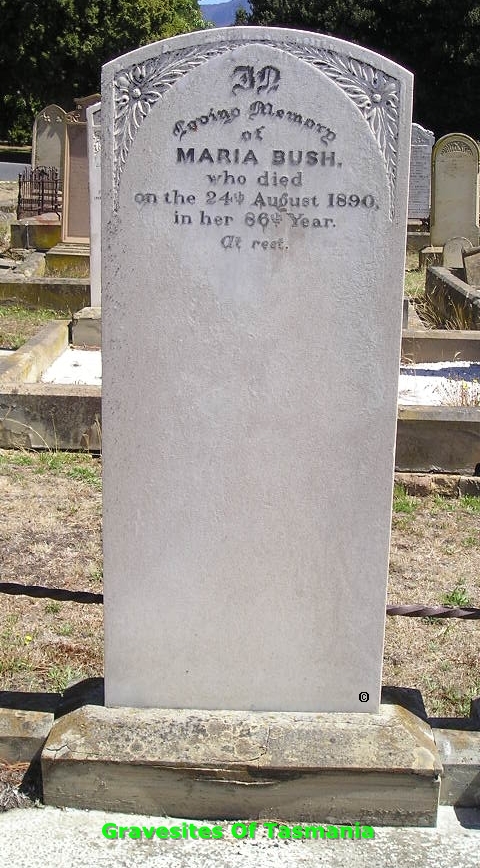 In
Loving Memory
of
MARIA BUSH,
who died
on the 24th August 1890,
in her 86th Year.
At rest.
©
Gravesites Of Tasmania